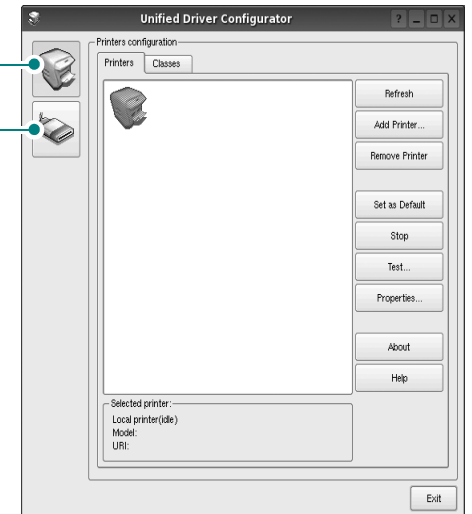 Unified Driver Configurator
Printers configuration
Printers
Classes
Refresh
Add Printer...
Remove Printer
Set as Default
Stop
Test...
Properties...
About
Help
Selected printer:
Local printer(idle)
Model:
URI:
Exit